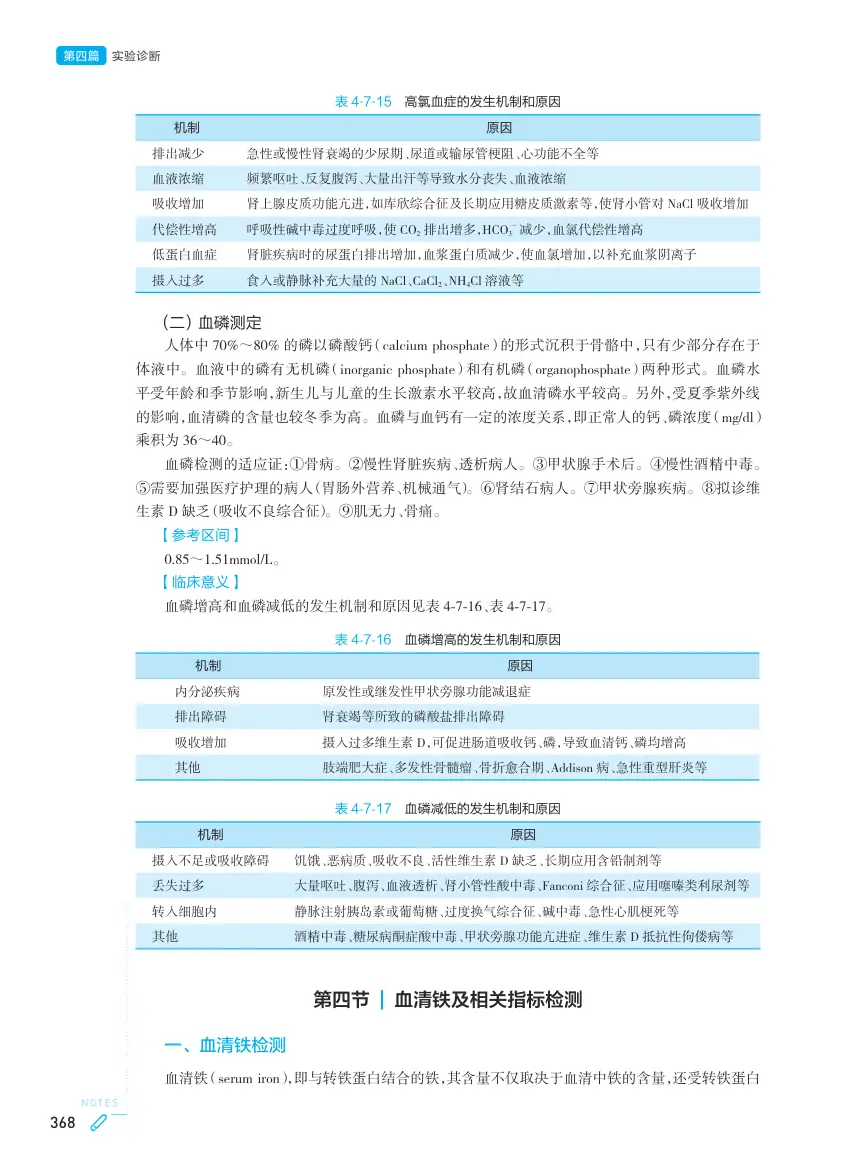 第四篇 实验诊断
表 4-7-15 高氯血症的发生机制和原因
机制 原因
排出减少 急性或慢性肾衰竭的少尿期、尿道或输尿管梗阻、心功能不全等
血液浓缩 频繁呕吐、反复腹泻、大量出汗等导致水分丧失、血液浓缩
吸收增加 肾上腺皮质功能亢进,如库欣综合征及长期应用糖皮质激素等,使肾小管对 NaCl 吸收增加
代偿性增高 呼吸性碱中毒过度呼吸,使 CO₂ 排出增多,HCO₃⁻ 减少,血氯代偿性增高
低蛋白血症 肾脏疾病时的尿蛋白排出增加,血浆蛋白质减少,使血氯增加,以补充血浆阴离子
摄入过多 食入或静脉补充大量的 NaCl、CaCl₂、NH₄Cl 溶液等
(二)血磷测定
人体中 70%~80% 的磷以磷酸钙(calcium phosphate)的形式沉积于骨骼中,只有少部分存在于
体液中。血液中的磷有无机磷(inorganic phosphate)和有机磷(organophosphate)两种形式。血磷水
平受年龄和季节影响,新生儿与儿童的生长激素水平较高,故血清磷水平较高。另外,受夏季紫外线
的影响,血清磷的含量也较冬季为高。血磷与血钙有一定的浓度关系,即正常人的钙、磷浓度(mg/dl)
乘积为 36~40。
血磷检测的适应证:①骨病。②慢性肾脏疾病、透析病人。③甲状腺手术后。④慢性酒精中毒。
⑤需要加强医疗护理的病人(胃肠外营养、机械通气)。⑥肾结石病人。⑦甲状旁腺疾病。⑧拟诊维
生素 D 缺乏(吸收不良综合征)。⑨肌无力、骨痛。
【参考区间】
0.85~1.51mmol/L。
【临床意义】
血磷增高和血磷减低的发生机制和原因见表 4-7-16、表 4-7-17。
表 4-7-16 血磷增高的发生机制和原因
机制 原因
内分泌疾病 原发性或继发性甲状旁腺功能减退症
排出障碍 肾衰竭等所致的磷酸盐排出障碍
吸收增加 摄入过多维生素 D,可促进肠道吸收钙、磷,导致血清钙、磷均增高
其他 肢端肥大症、多发性骨髓瘤、骨折愈合期、Addison 病、急性重型肝炎等
表 4-7-17 血磷减低的发生机制和原因
机制 原因
摄入不足或吸收障碍 饥饿、恶病质、吸收不良、活性维生素 D 缺乏、长期应用含铝制剂等
丢失过多 大量呕吐、腹泻、血液透析、肾小管性酸中毒、Fanconi 综合征、应用噻嗪类利尿剂等
转入细胞内 静脉注射胰岛素或葡萄糖、过度换气综合征、碱中毒、急性心肌梗死等
其他 酒精中毒、糖尿病酮症酸中毒、甲状旁腺功能亢进症、维生素 D 抵抗性佝偻病等
第四节 | 血清铁及相关指标检测
一、血清铁检测
血清铁(serum iron),即与转铁蛋白结合的铁,其含量不仅取决于血清中铁的含量,还受转铁蛋白
NOTES
368